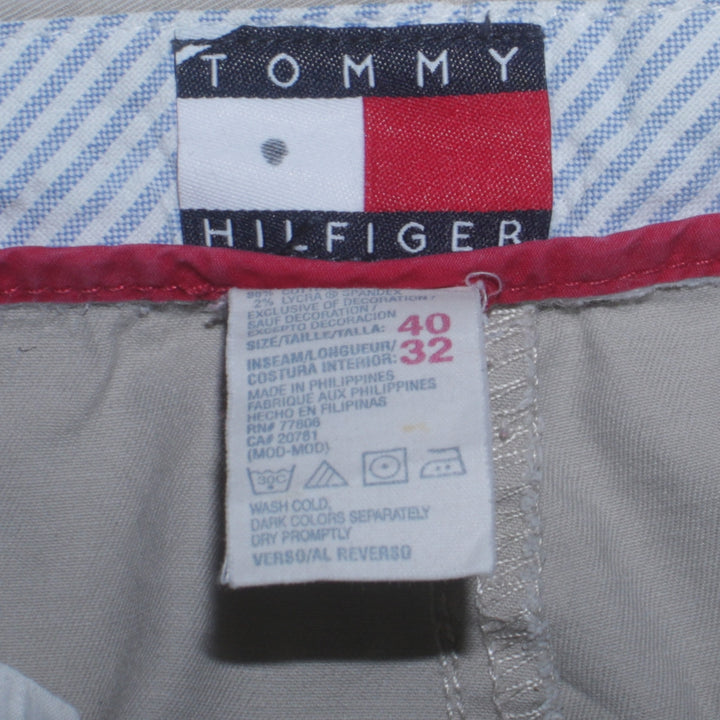 TOMMY
HILFIGER
2% LYCRA ® SPANDEX
EXCLUSIVE OF DECORATION/
SAUF DECORATION/
EXCEPTO DECORACION
SIZE/TAILLE/TALLA: 40
INSEAM/LONGUEUR/
COSTURA INTERIOR: 32
MADE IN PHILIPPINES
FABRIQUE AUX PHILIPPINES
HECHO EN FILIPINAS
RN# 77806
CA# 20761
(MOD-MOD)
30C
WASH COLD,
DARK COLORS SEPARATELY
DRY PROMPTLY
VERSO/AL REVERSO